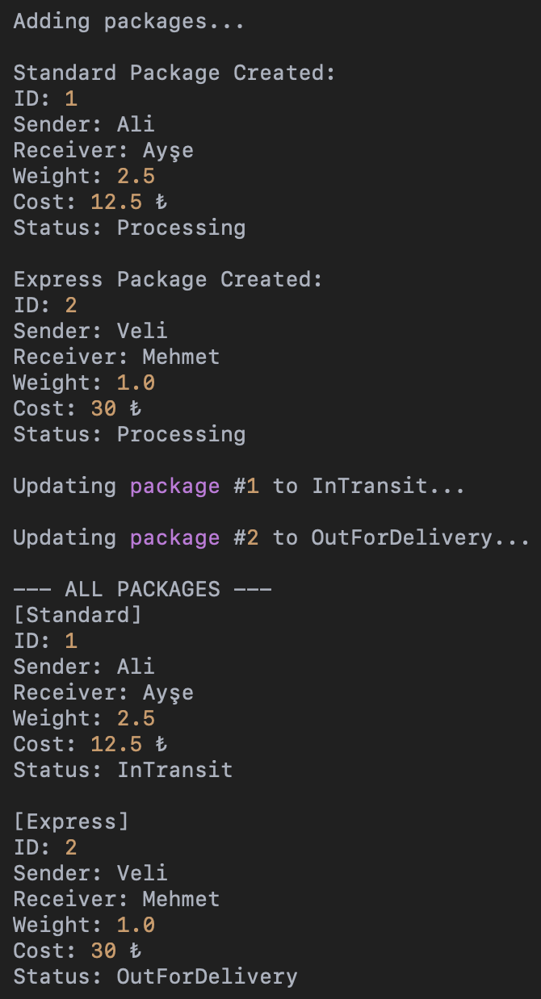 Adding packages...
Standard Package Created:
ID: 1
Sender: Ali
Receiver: Ayşe
Weight: 2.5
Cost: 12.5 ₺
Status: Processing
Express Package Created:
ID: 2
Sender: Veli
Receiver: Mehmet
Weight: 1.0
Cost: 30 ₺
Status: Processing
Updating package #1 to InTransit...
Updating package #2 to OutForDelivery...
--- ALL PACKAGES ---
[Standard]
ID: 1
Sender: Ali
Receiver: Ayşe
Weight: 2.5
Cost: 12.5 ₺
Status: InTransit
[Express]
ID: 2
Sender: Veli
Receiver: Mehmet
Weight: 1.0
Cost: 30 ₺
Status: OutForDelivery